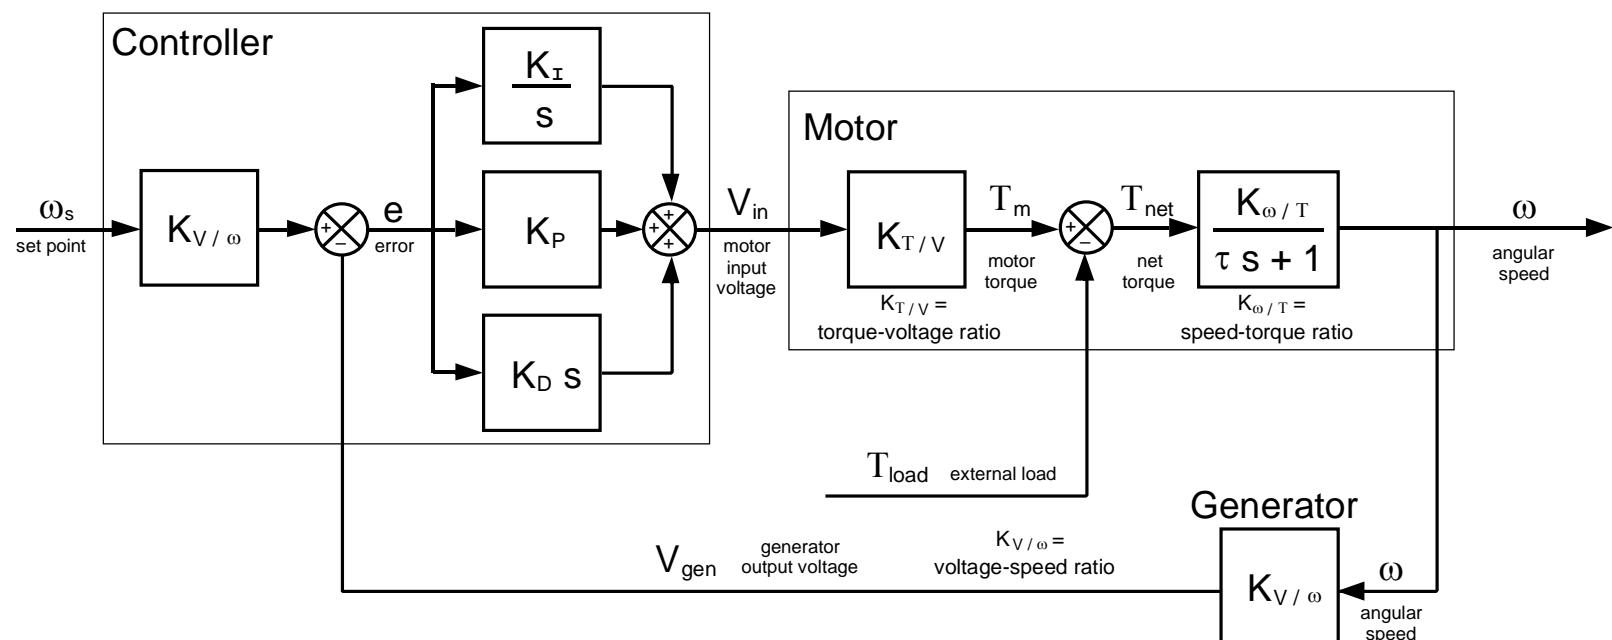 Controller
K_I
s
ω_s
set point
K_V / ω
+
−
e
error
K_P
K_D s
+
+
+
V_in
motor
input
voltage
Motor
K_T / V
K_T / V =
torque-voltage ratio
T_m
motor
torque
+
−
T_net
net
torque
K_ω / T
τ s + 1
K_ω / T =
speed-torque ratio
ω
angular
speed
T_load external load
Generator
V_gen
generator
output voltage
K_V / ω =
voltage-speed ratio
K_V / ω
ω
angular
speed